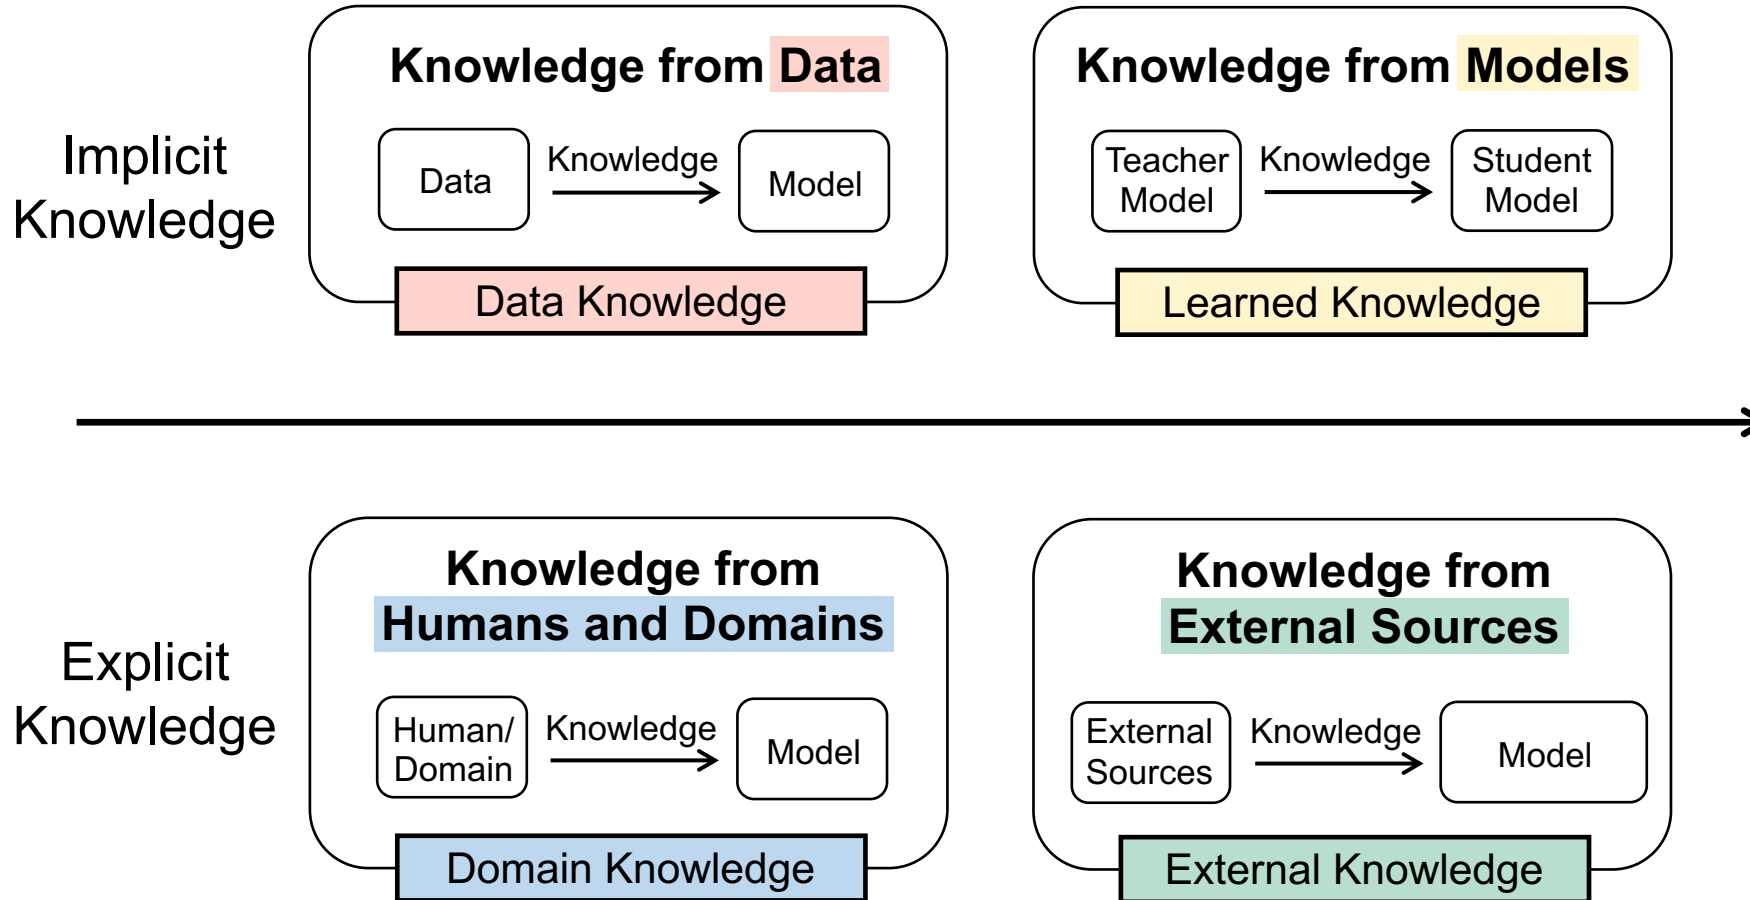 Implicit
Knowledge
Knowledge from Data
Data
Knowledge
Model
Data Knowledge
Knowledge from Models
Teacher
Model
Knowledge
Student
Model
Learned Knowledge
Explicit
Knowledge
Knowledge from
Humans and Domains
Human/
Domain
Knowledge
Model
Domain Knowledge
Knowledge from
External Sources
External
Sources
Knowledge
Model
External Knowledge